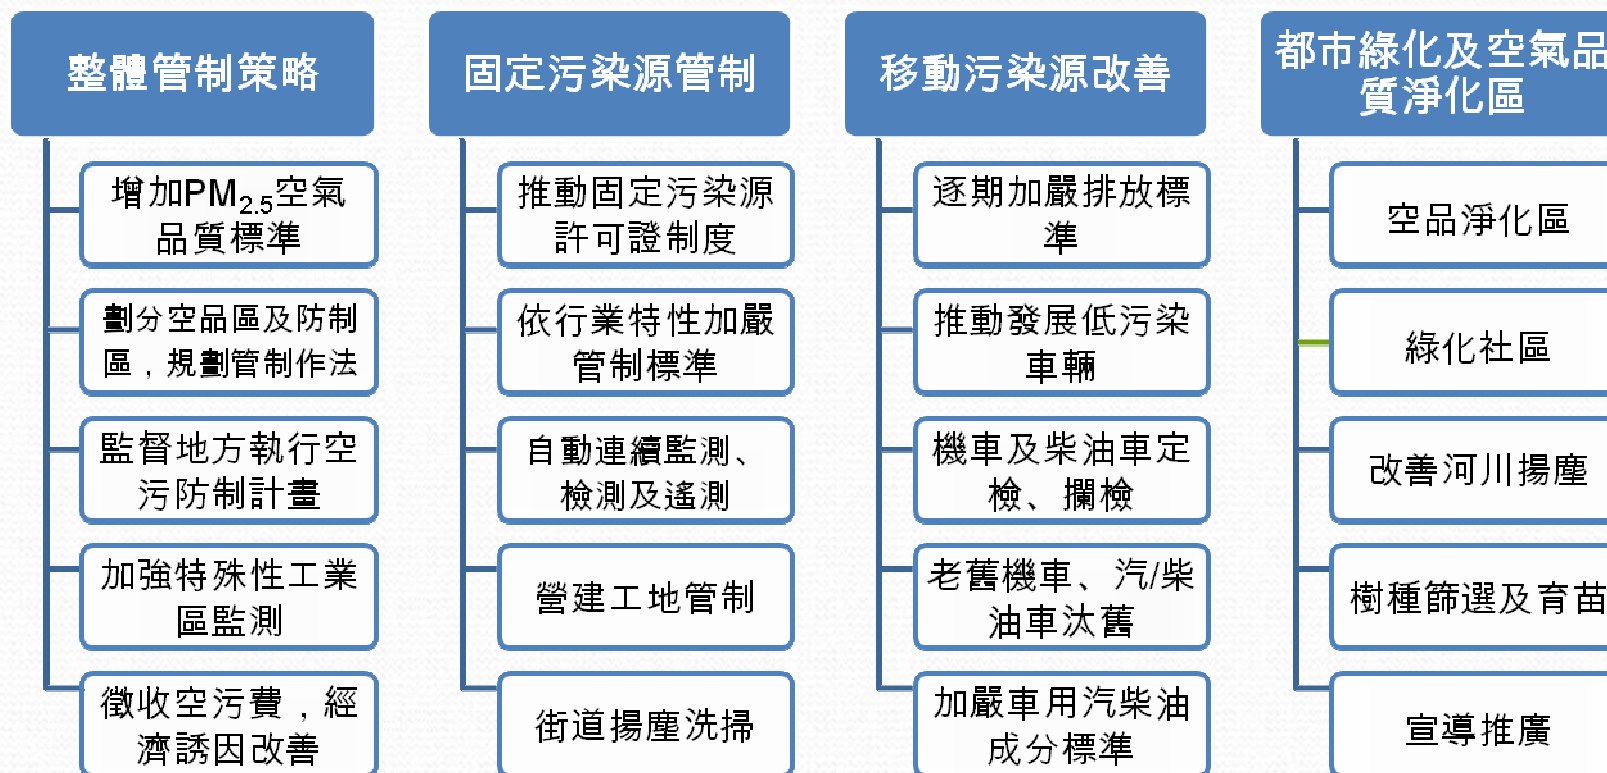 整體管制策略
增加PM2.5空氣
品質標準
劃分空品區及防制
區，規劃管制作法
監督地方執行空
污防制計畫
加強特殊性工業
區監測
徵收空污費，經
濟誘因改善
固定污染源管制
推動固定污染源
許可證制度
依行業特性加嚴
管制標準
自動連續監測、
檢測及遙測
營建工地管制
街道揚塵洗掃
移動污染源改善
逐期加嚴排放標
準
推動發展低污染
車輛
機車及柴油車定
檢、攔檢
老舊機車、汽/柴
油車汰舊
加嚴車用汽柴油
成分標準
都市綠化及空氣品
質淨化區
空品淨化區
綠化社區
改善河川揚塵
樹種篩選及育苗
宣導推廣